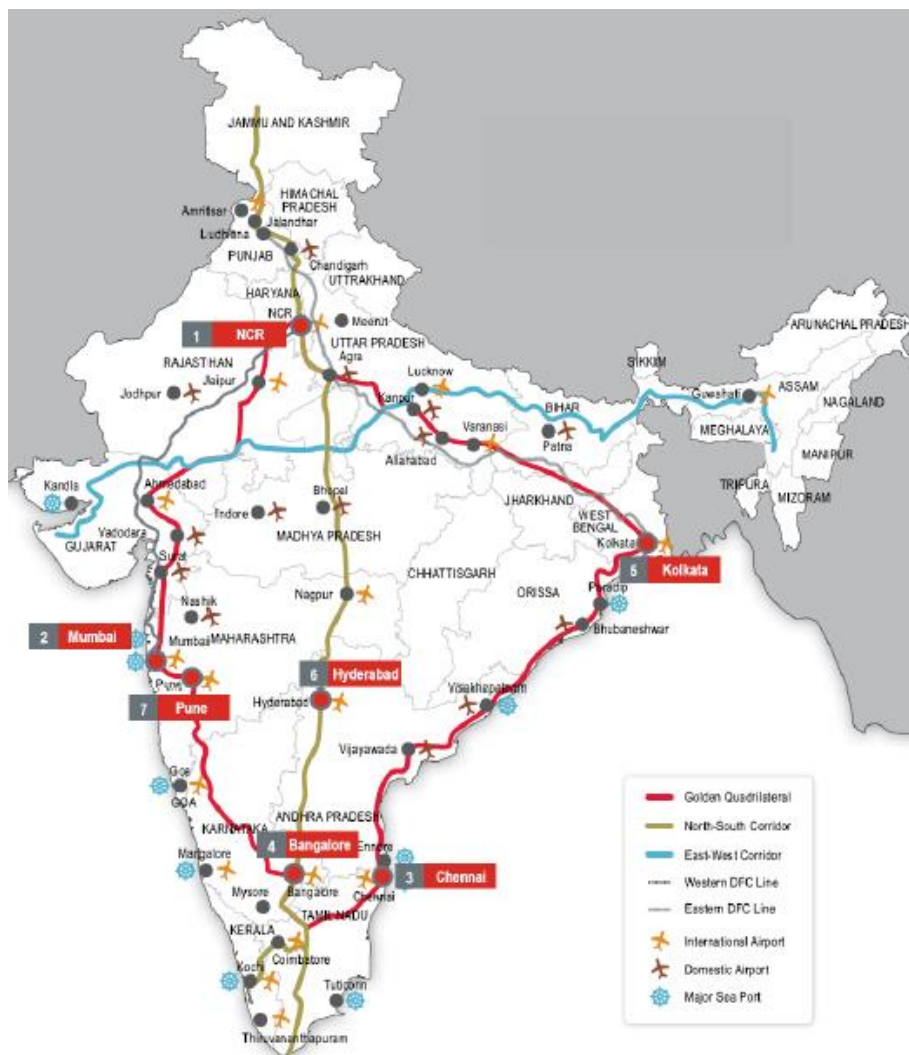 JAMMU AND KASHMIR
HIMACHAL
PRADESH
Amritsar
Jalandhar
Ludhiana
PUNJAB
Chandigarh
UTTRAKHAND
HARYANA
NCR
Meerut
1 NCR
UTTAR PRADESH
ARUNACHAL PRADESH
RAJASTHAN
Agra
SIKKIM
Jaipur
Lucknow
Jodhpur
Guwahati
ASSAM
Kanpur
BIHAR
NAGALAND
Varanasi
MEGHALAYA
Patna
Allahabad
MANIPUR
Kandla
Ahmedabad
TRIPURA
MIZORAM
JHARKHAND
Bhopal
Indore
WEST
BENGAL
Vadodara
MADHYA PRADESH
GUJARAT
Kolkata
Surat
CHHATTISGARH
5 Kolkata
ORISSA
Paradip
Nagpur
Nashik
Bhubaneshwar
2 Mumbai
Mumbai
MAHARASHTRA
6 Hyderabad
Pune
Visakhapatnam
Hyderabad
7 Pune
Vijayawada
Goa
GOA
ANDHRA PRADESH
KARNATAKA
4 Bangalore
Ennore
Mangalore
3 Chennai
Bangalore
Chennai
Mysore
TAMIL NADU
KERALA
Coimbatore
Kochi
Tuticorin
Thiruvananthapuram
Golden Quadrilateral
North-South Corridor
East-West Corridor
Western DFC Line
Eastern DFC Line
International Airport
Domestic Airport
Major Sea Port